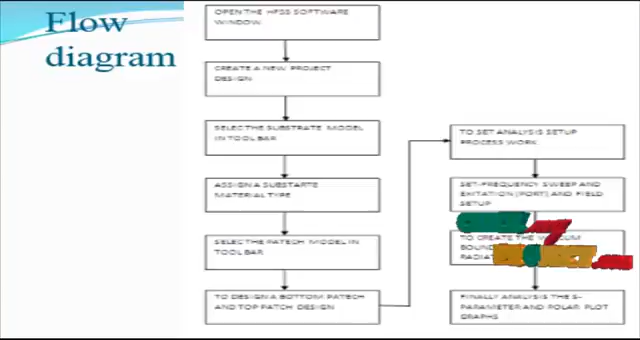 Flow
diagram
OPEN THE HFSS SOFTWARE
WINDOW
CREATE A NEW PROJECT
DESIGN
SELECT THE SUBSTRATE MODEL
IN TOOL BAR
ASSIGN A SUBSTARTE
MATERIAL TYPE
SELECT THE PATECH MODEL IN
TOOL BAR
TO DESIGN A BOTTOM PATECH
AND TOP PATCH DESIGN
TO SET ANALYSIS SETUP
PROCESS WORK
SET-FREQUENCY SWEEP AND
EXITATION (PORT) AND FIELD
SETUP
TO CREATE THE
FINALLY ANALYSIS THE S-
PARAMETER AND POLAR PLOT
GRAPHS